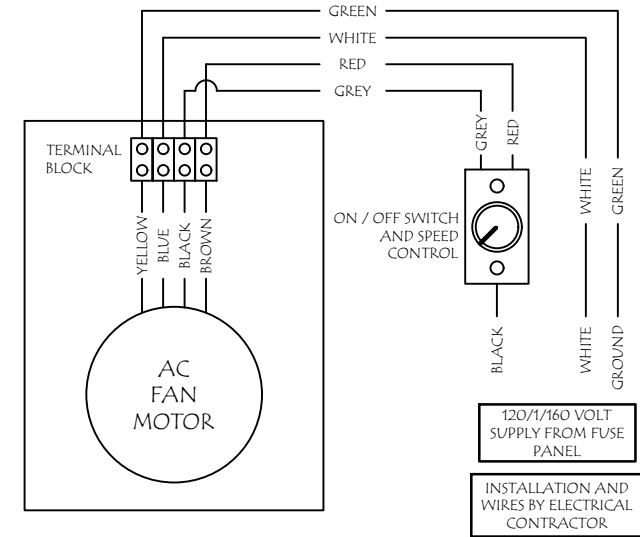 GREEN
WHITE
RED
GREY
TERMINAL
BLOCK
YELLOW
BLUE
BLACK
BROWN
AC
FAN
MOTOR
GREY
RED
ON / OFF SWITCH
AND SPEED
CONTROL
BLACK
WHITE
GREEN
WHITE
GROUND
120/1/160 VOLT
SUPPLY FROM FUSE
PANEL
INSTALLATION AND
WIRES BY ELECTRICAL
CONTRACTOR